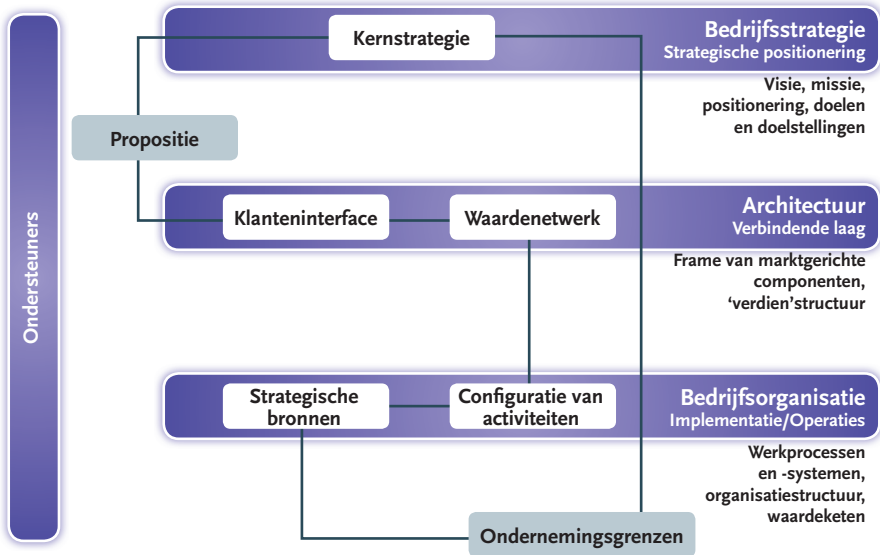 Ondersteuners
Kernstrategie
Bedrijfsstrategie
Strategische positionering
Visie, missie,
positionering, doelen
en doelstellingen
Propositie
Klanteninterface
Waardenetwerk
Architectuur
Verbindende laag
Frame van marktgerichte
componenten,
‘verdien’structuur
Strategische
bronnen
Configuratie van
activiteiten
Bedrijfsorganisatie
Implementatie/Operaties
Werkprocessen
en -systemen,
organisatiestructuur,
waardeketen
Ondernemingsgrenzen